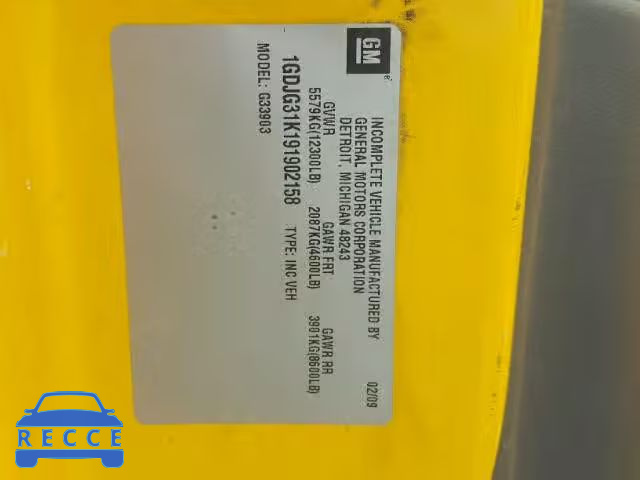 GM
INCOMPLETE VEHICLE MANUFACTURED BY
GENERAL MOTORS CORPORATION
DETROIT, MICHIGAN 48243
02/09
GVWR GAWR FRT GAWR RR
5579KG(12300LB) 2087KG(4600LB) 3901KG(8600LB)
1GDJG31K191902158 TYPE: INC VEH
MODEL: G33903
RECCE